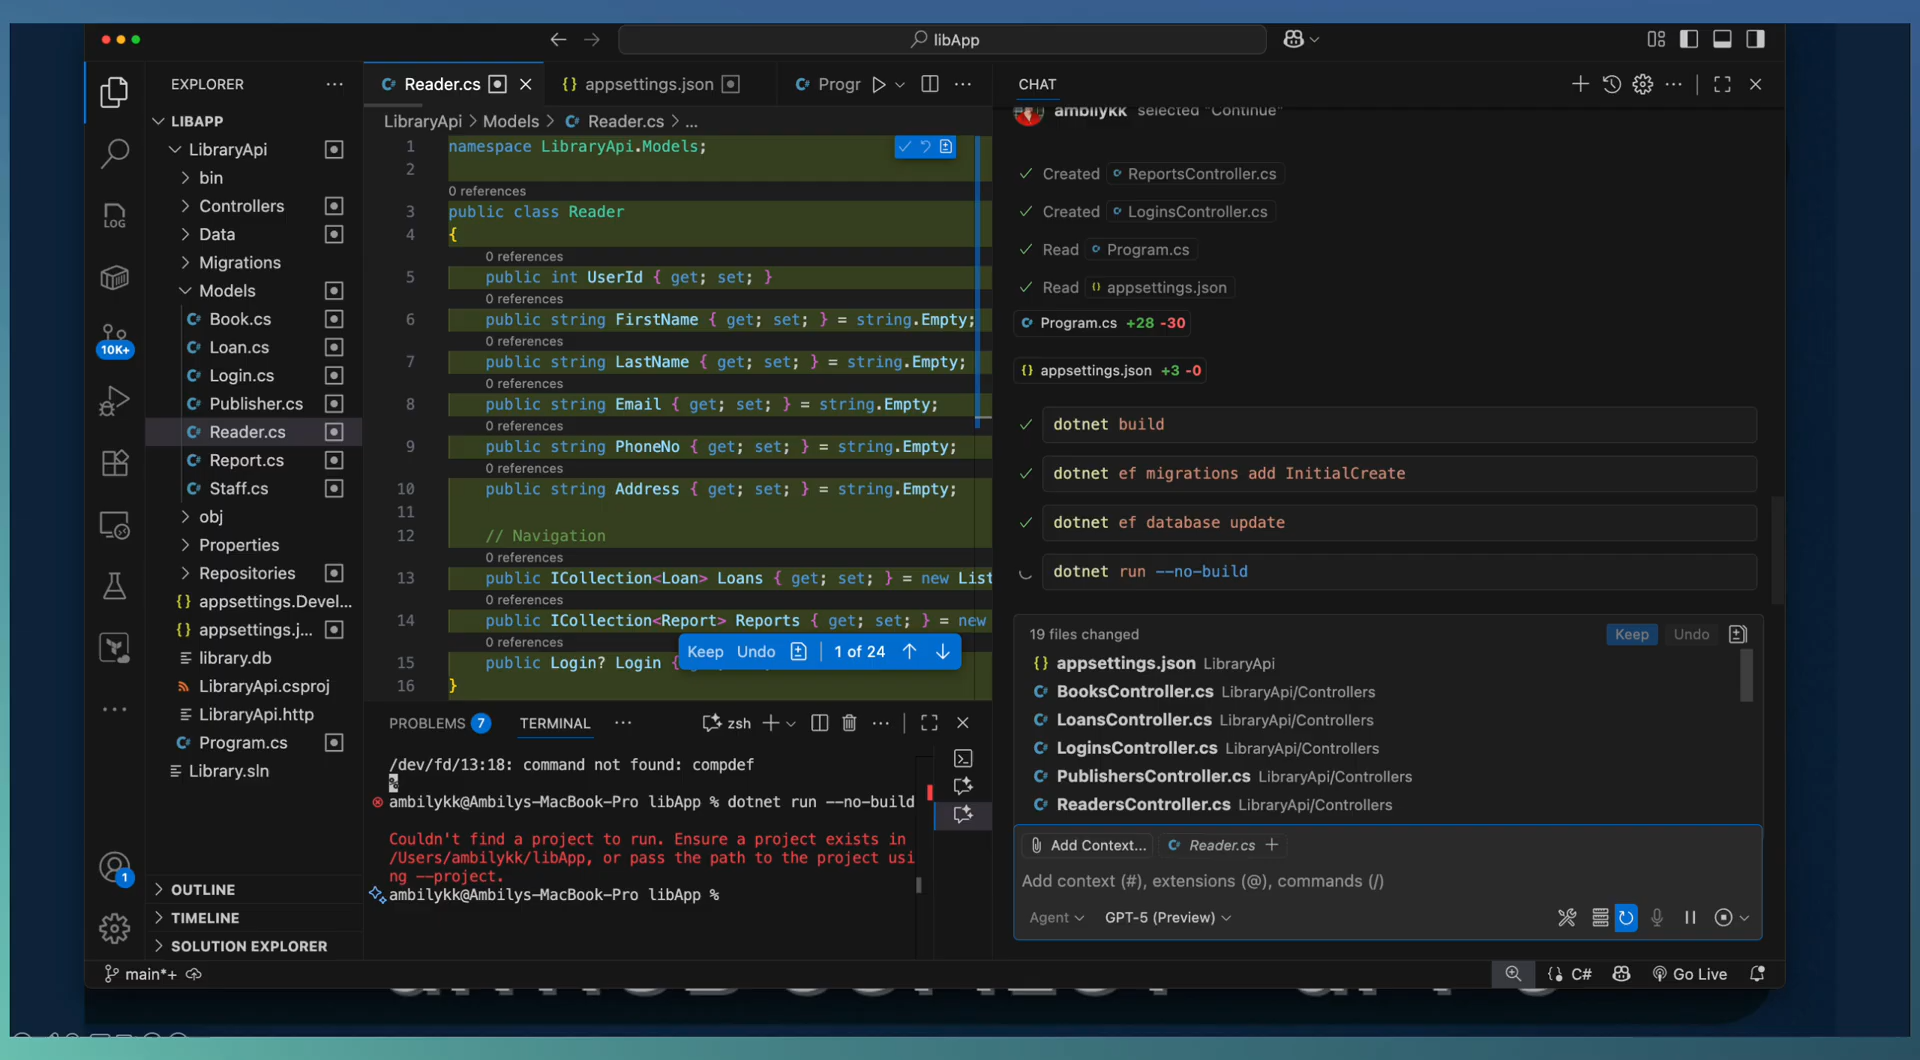 libApp
EXPLORER
LIBAPP
LibraryApi
bin
Controllers
Data
Migrations
Models
Book.cs
Loan.cs
Login.cs
Publisher.cs
Reader.cs
Report.cs
Staff.cs
obj
Properties
Repositories
{} appsettings.Devel...
{} appsettings.j...
library.db
LibraryApi.csproj
LibraryApi.http
Program.cs
Library.sln
OUTLINE
TIMELINE
SOLUTION EXPLORER
LOG
10K+
1
Reader.cs
{} appsettings.json
Progr
LibraryApi > Models > Reader.cs > ...
1 namespace LibraryApi.Models;
2
0 references
3 public class Reader
4 {
0 references
5 public int UserId { get; set; }
0 references
6 public string FirstName { get; set; } = string.Empty;
0 references
7 public string LastName { get; set; } = string.Empty;
0 references
8 public string Email { get; set; } = string.Empty;
0 references
9 public string PhoneNo { get; set; } = string.Empty;
0 references
10 public string Address { get; set; } = string.Empty;
11
12 // Navigation
0 references
13 public ICollection<Loan> Loans { get; set; } = new List
0 references
14 public ICollection<Report> Reports { get; set; } = new
0 references
15 public Login? Login {
16 }
Keep Undo 1 of 24
PROBLEMS 7 TERMINAL ... zsh
/dev/fd/13:18: command not found: compdef
%
ambilykk@Ambilys-MacBook-Pro libApp % dotnet run --no-build
Couldn't find a project to run. Ensure a project exists in
/Users/ambilykk/libApp, or pass the path to the project usi
ng --project.
ambilykk@Ambilys-MacBook-Pro libApp %
CHAT
ambilykk selected "Continue"
Created ReportsController.cs
Created LoginsController.cs
Read Program.cs
Read {} appsettings.json
Program.cs +28 -30
{} appsettings.json +3 -0
dotnet build
dotnet ef migrations add InitialCreate
dotnet ef database update
dotnet run --no-build
19 files changed
Keep Undo
{} appsettings.json LibraryApi
BooksController.cs LibraryApi/Controllers
LoansController.cs LibraryApi/Controllers
LoginsController.cs LibraryApi/Controllers
PublishersController.cs LibraryApi/Controllers
ReadersController.cs LibraryApi/Controllers
Add Context... Reader.cs +
Add context (#), extensions (@), commands (/)
Agent GPT-5 (Preview)
main*+
C#
Go Live